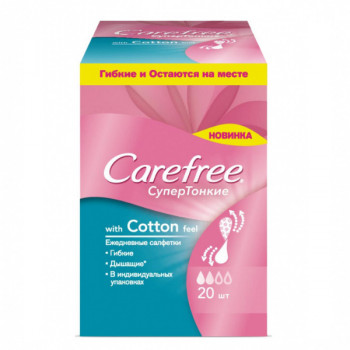 Гибкие и Остаются на месте
НОВИНКА
Carefree®
СуперТонкие
with Cotton feel
Ежедневные салфетки
• Гибкие
• Дышащие*
• В индивидуальных
упаковках
20 шт